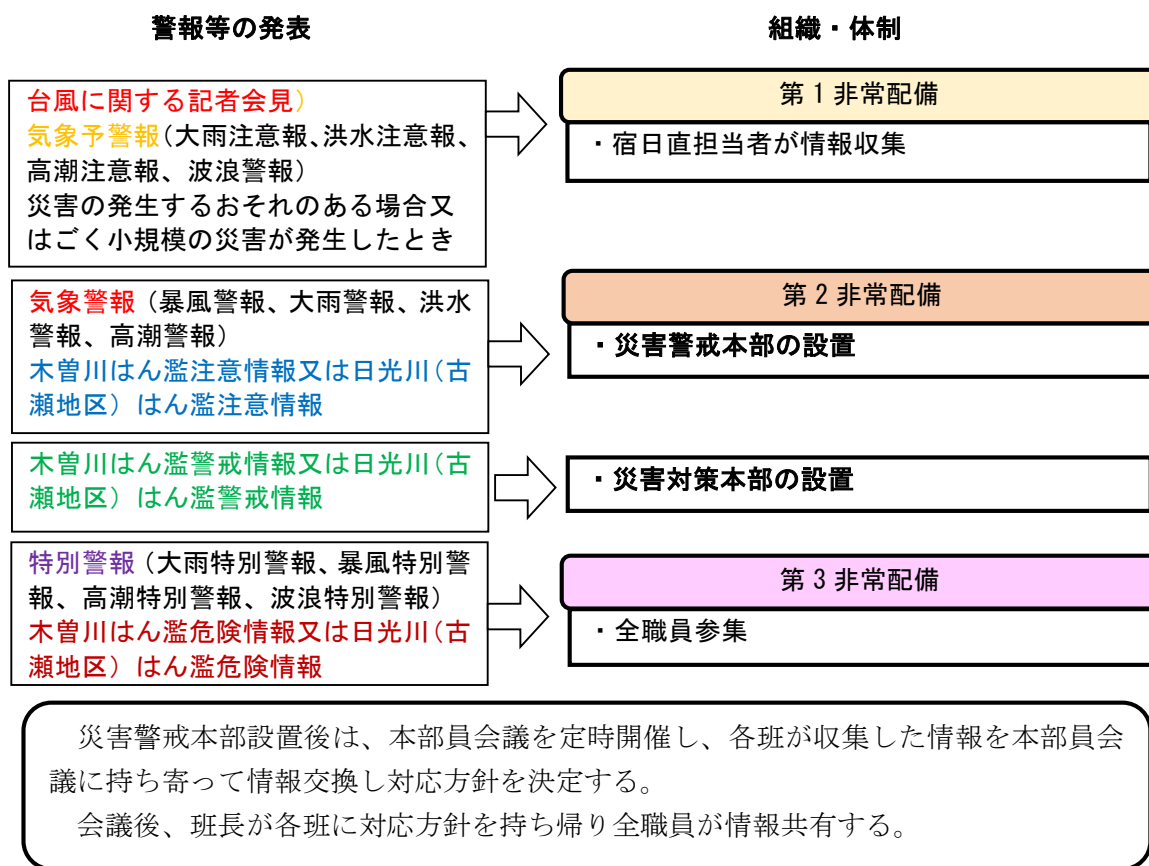 警報等の発表
組織・体制
台風に関する記者会見)
気象予警報(大雨注意報、洪水注意報、
高潮注意報、波浪警報)
災害の発生するおそれのある場合又
はごく小規模の災害が発生したとき
第1非常配備
・宿日直担当者が情報収集
気象警報(暴風警報、大雨警報、洪水
警報、高潮警報)
木曽川はん濫注意情報又は日光川(古
瀬地区)はん濫注意情報
第2非常配備
・災害警戒本部の設置
木曽川はん濫警戒情報又は日光川(古
瀬地区)はん濫警戒情報
・災害対策本部の設置
特別警報(大雨特別警報、暴風特別警
報、高潮特別警報、波浪特別警報)
木曽川はん濫危険情報又は日光川(古
瀬地区)はん濫危険情報
第3非常配備
・全職員参集
災害警戒本部設置後は、本部員会議を定時開催し、各班が収集した情報を本部員会
議に持ち寄って情報交換し対応方針を決定する。
会議後、班長が各班に対応方針を持ち帰り全職員が情報共有する。